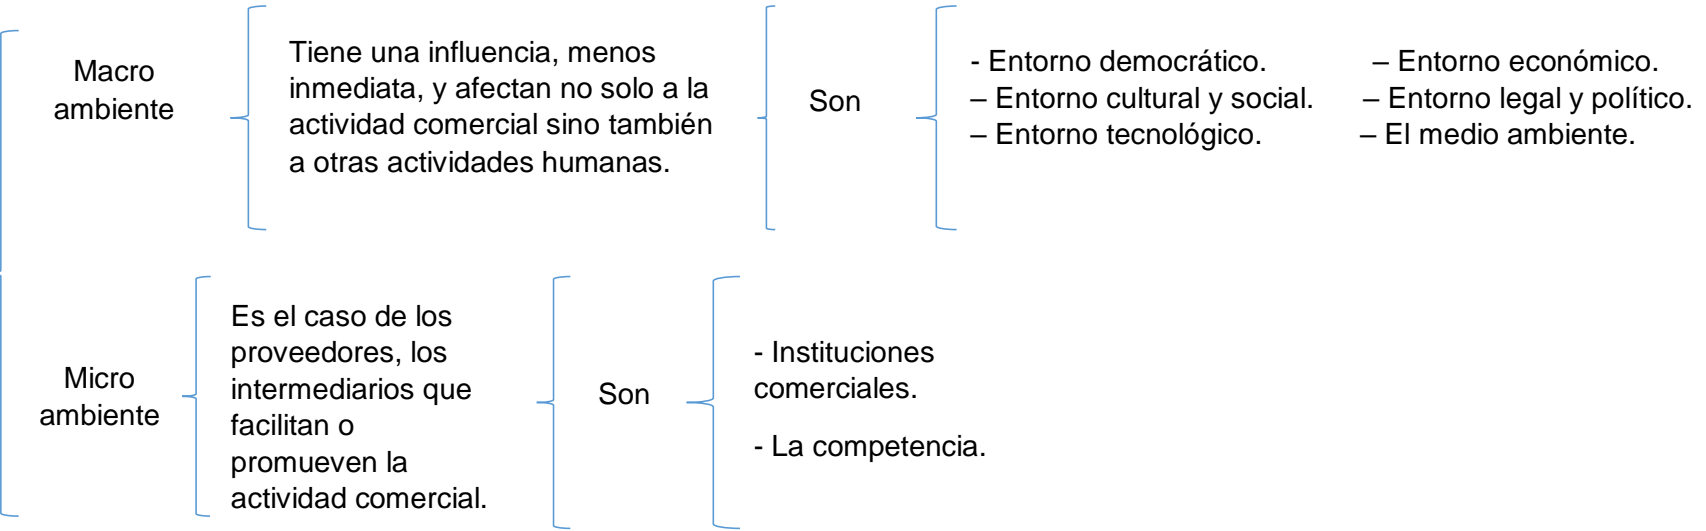 Macro
ambiente
Tiene una influencia, menos
inmediata, y afectan no solo a la
actividad comercial sino también
a otras actividades humanas.
Son
- Entorno democrático.
– Entorno económico.
– Entorno cultural y social.
– Entorno legal y político.
– Entorno tecnológico.
– El medio ambiente.
Micro
ambiente
Es el caso de los
proveedores, los
intermediarios que
facilitan o
promueven la
actividad comercial.
Son
- Instituciones
comerciales.
- La competencia.